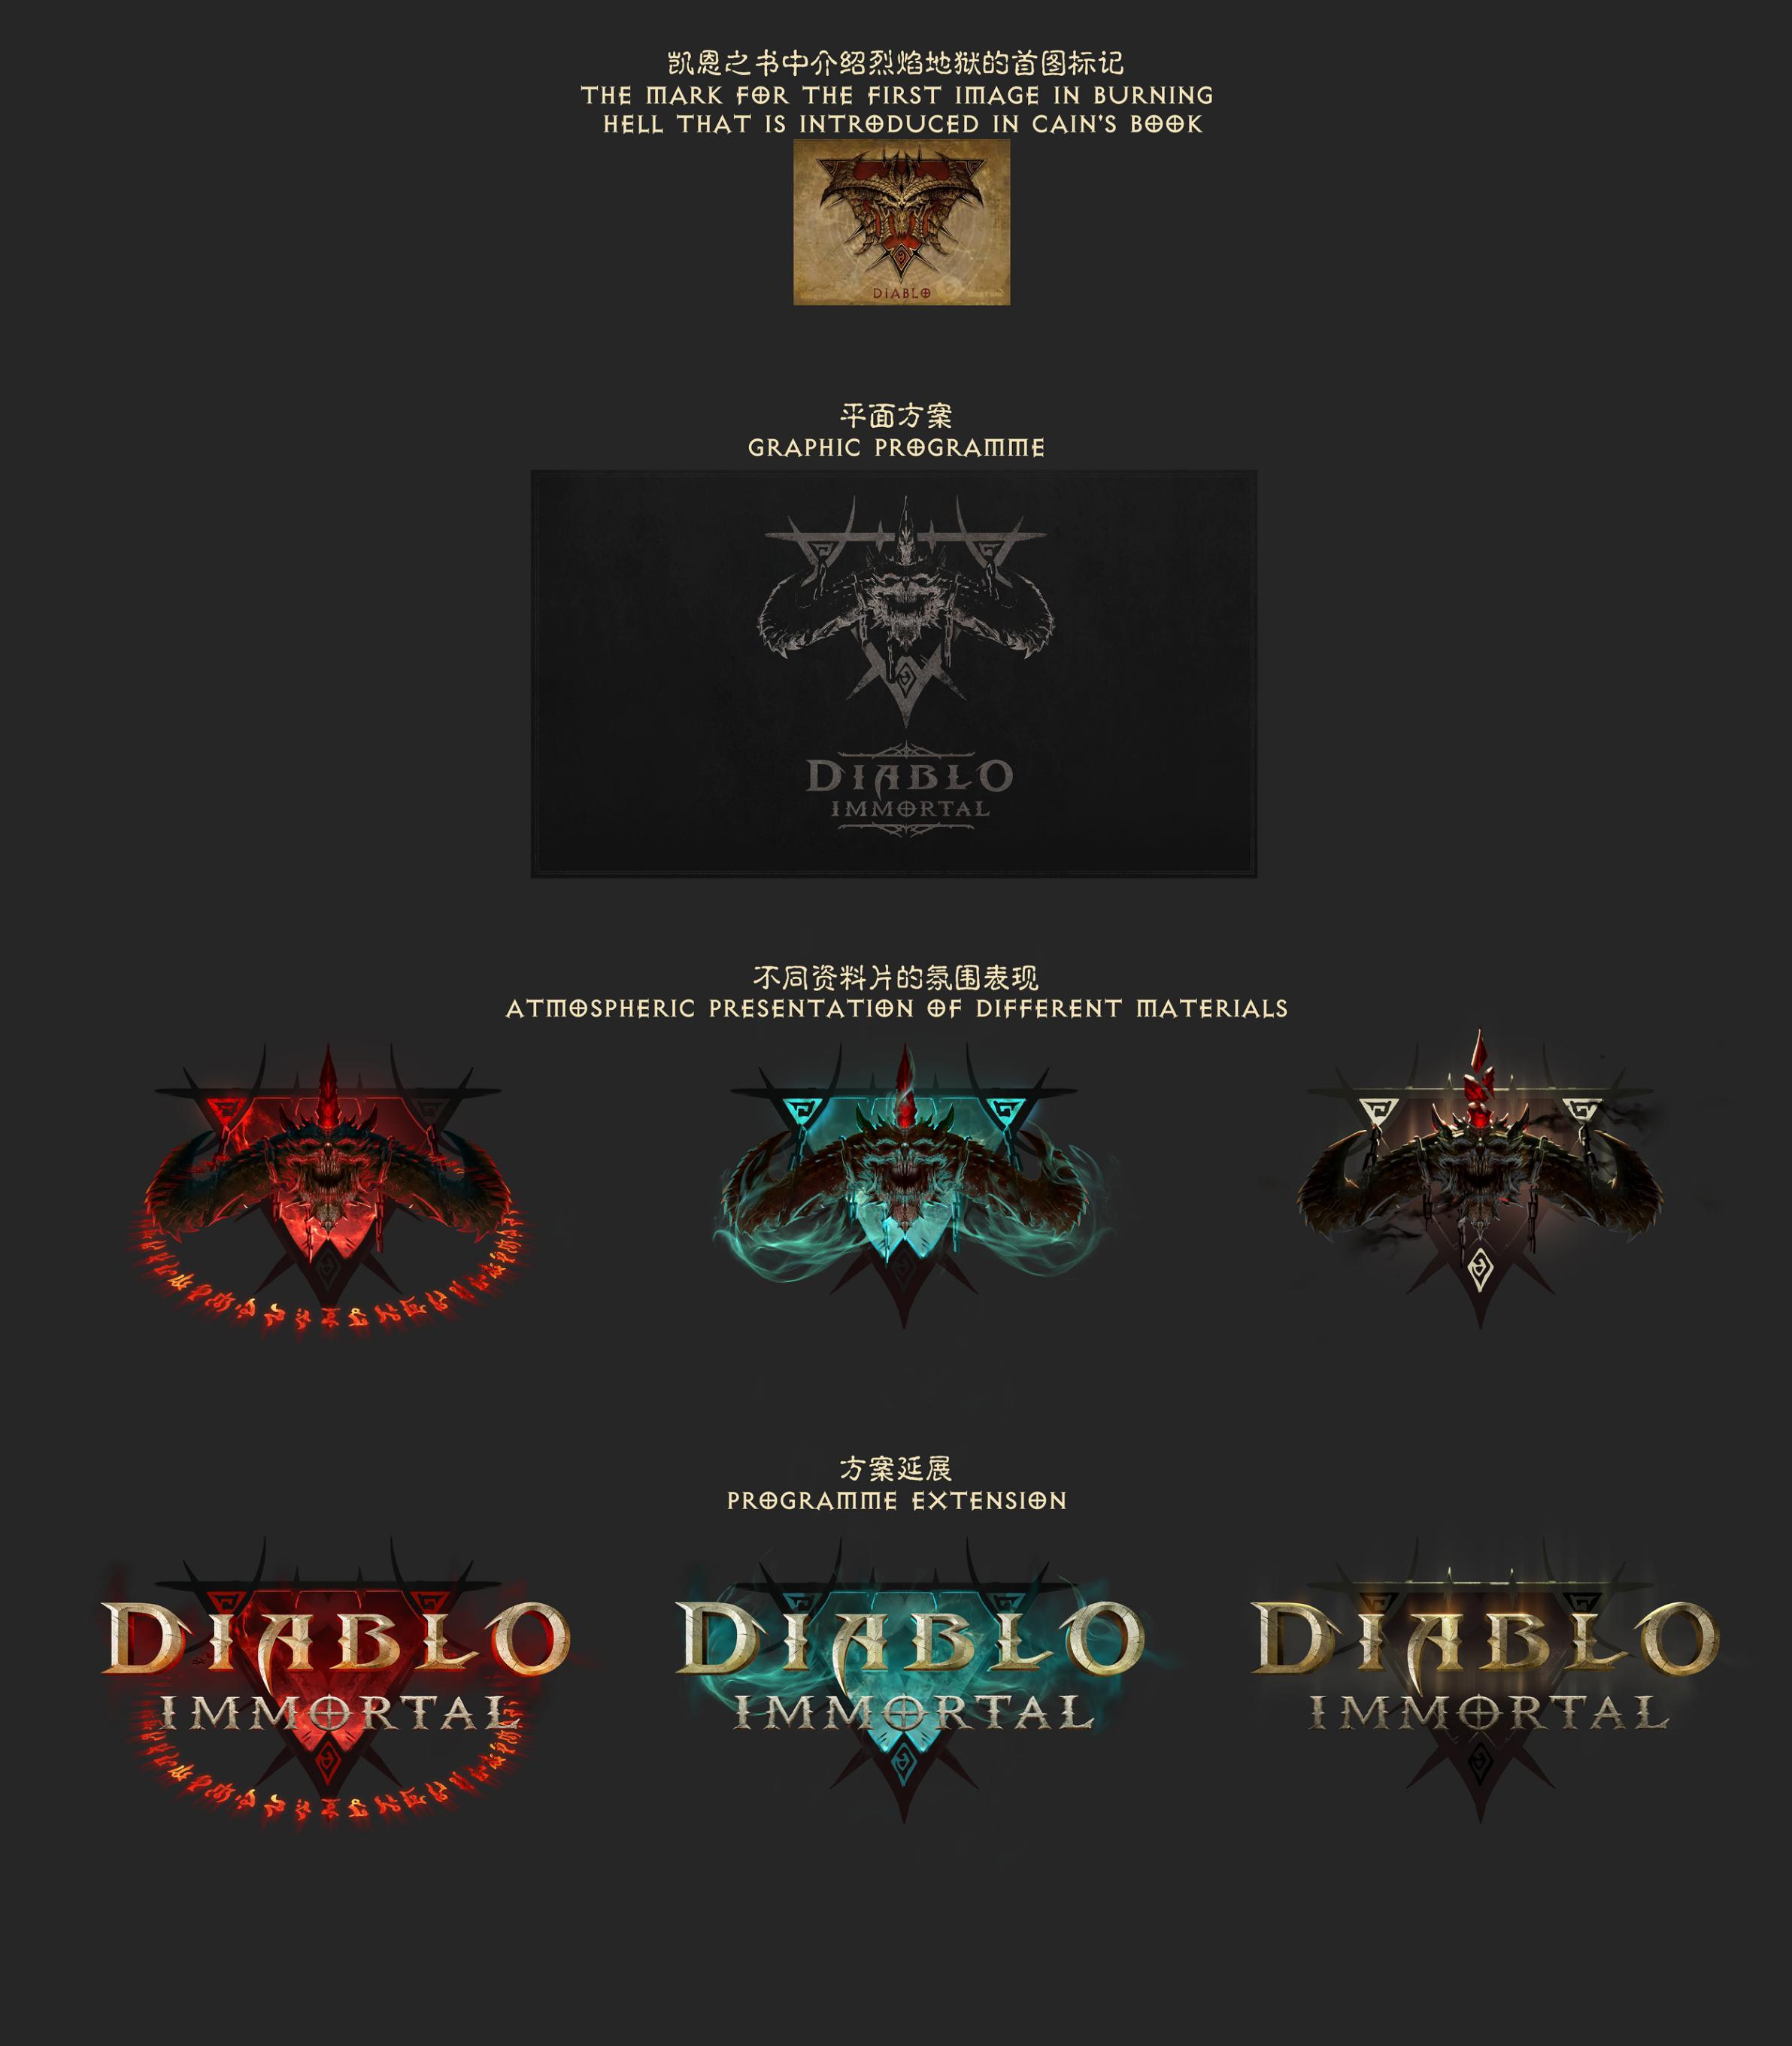 凯恩之书中介绍烈焰地狱的首图标记
THE MARK FOR THE FIRST IMAGE IN BURNING
HELL THAT IS INTRODUCED IN CAIN'S BOOK
DIABLO
平面方案
GRAPHIC PROGRAMME
DIABLO
IMMORTAL
不同资料片的氛围表现
ATMOSPHERIC PRESENTATION OF DIFFERENT MATERIALS
方案延展
PROGRAMME EXTENSION
DIABLO
IMMORTAL
DIABLO
IMMORTAL
DIABLO
IMMORTAL